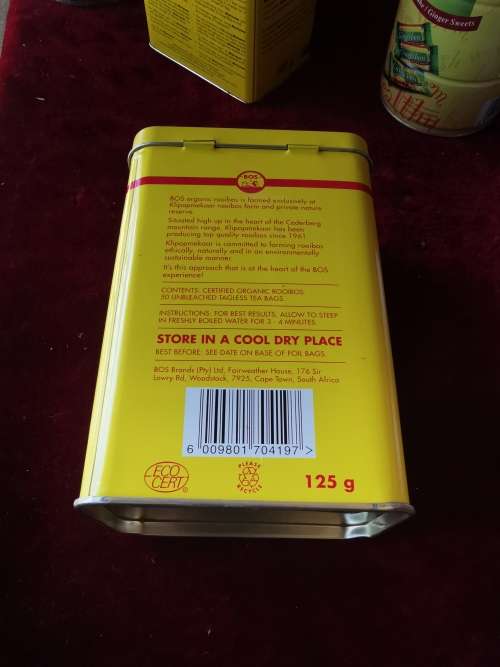 Ginger Sweets
BOS
BOS organic rooibos is farmed exclusively at
Klipopmekaar rooibos farm and private nature
reserve.
Situated high up in the heart of the Cederberg
mountain range, Klipopmekaar has been
producing top quality rooibos since 1961.
Klipopmekaar is committed to farming rooibos
ethically, naturally and in an environmentally
sustainable manner.
It's this approach that is at the heart of the BOS
experience!
CONTENTS: CERTIFIED ORGANIC ROOIBOS.
50 UNBLEACHED TAGLESS TEA BAGS.
INSTRUCTIONS: FOR BEST RESULTS, ALLOW TO STEEP
IN FRESHLY BOILED WATER FOR 3 - 4 MINUTES.
STORE IN A COOL DRY PLACE
BEST BEFORE: SEE DATE ON BASE OF FOIL BAGS.
BOS Brands (Pty) Ltd, Fairweather House, 176 Sir
Lowry Rd, Woodstock, 7925, Cape Town, South Africa
6 009801 704197 >
ECO
CERT
PLEASE
RECYCLE
125 g